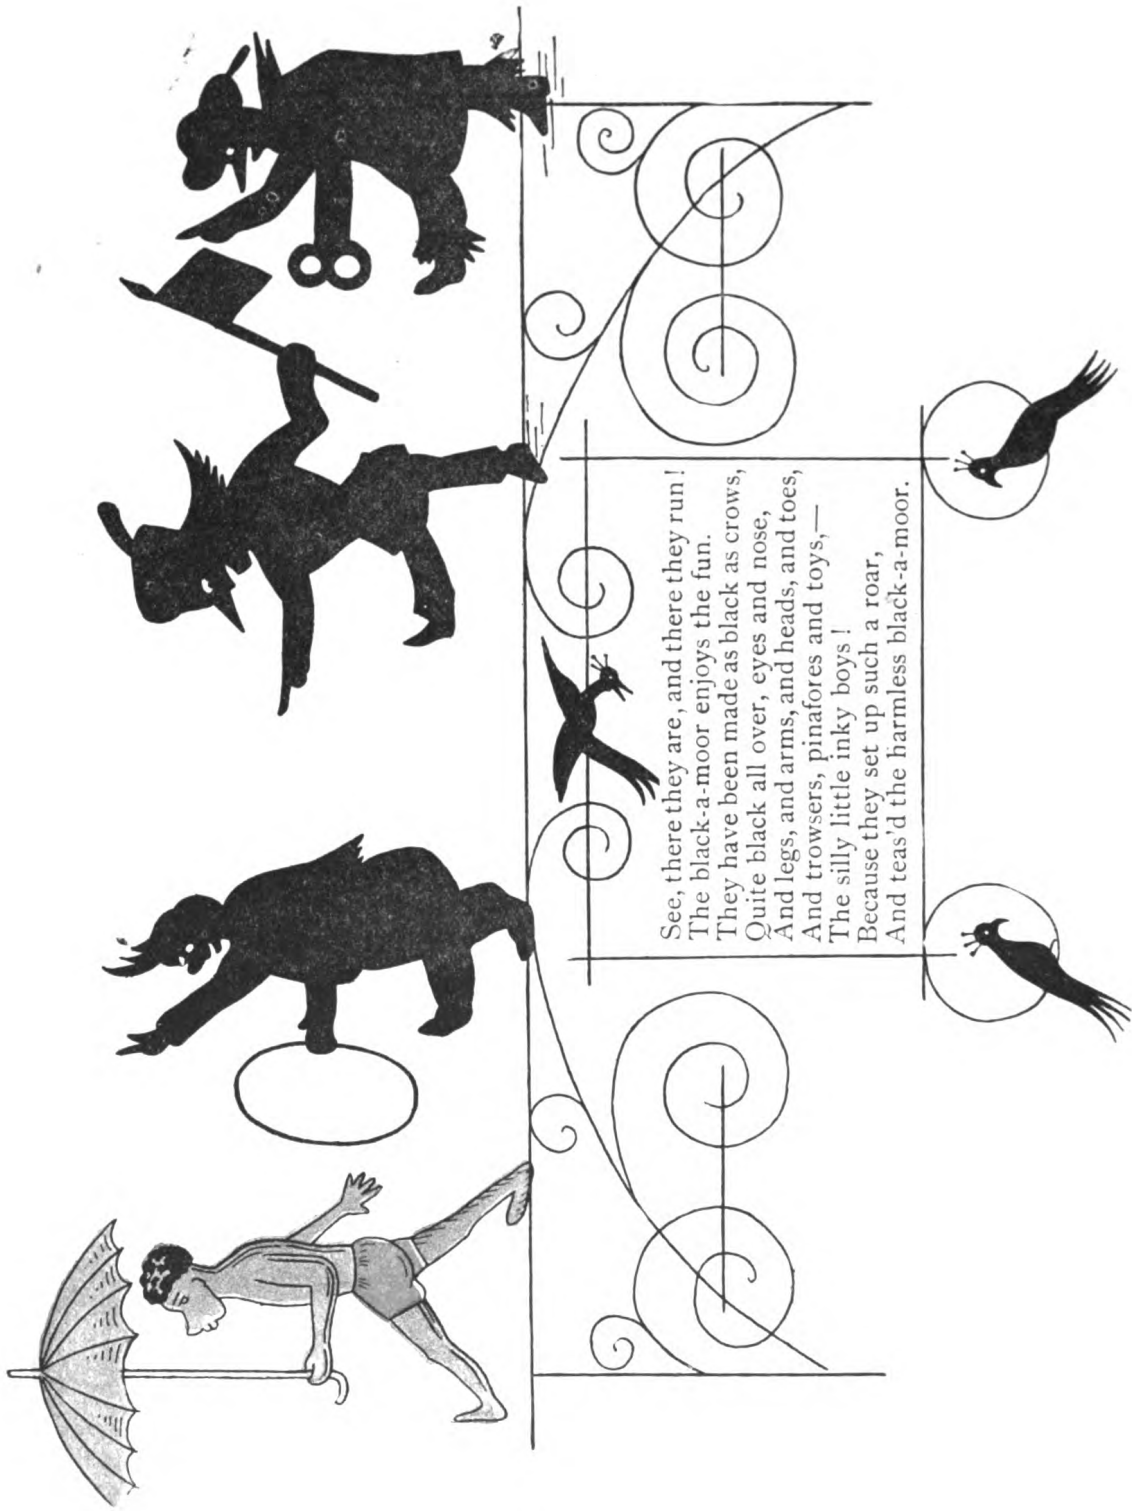 See, there they are, and there they run!
The black-a-moor enjoys the fun.
They have been made as black as crows,
Quite black all over, eyes and nose,
And legs, and arms, and heads, and toes,
And trowsers, pinafores and toys,—
The silly little inky boys!
Because they set up such a roar,
And teas'd the harmless black-a-moor.